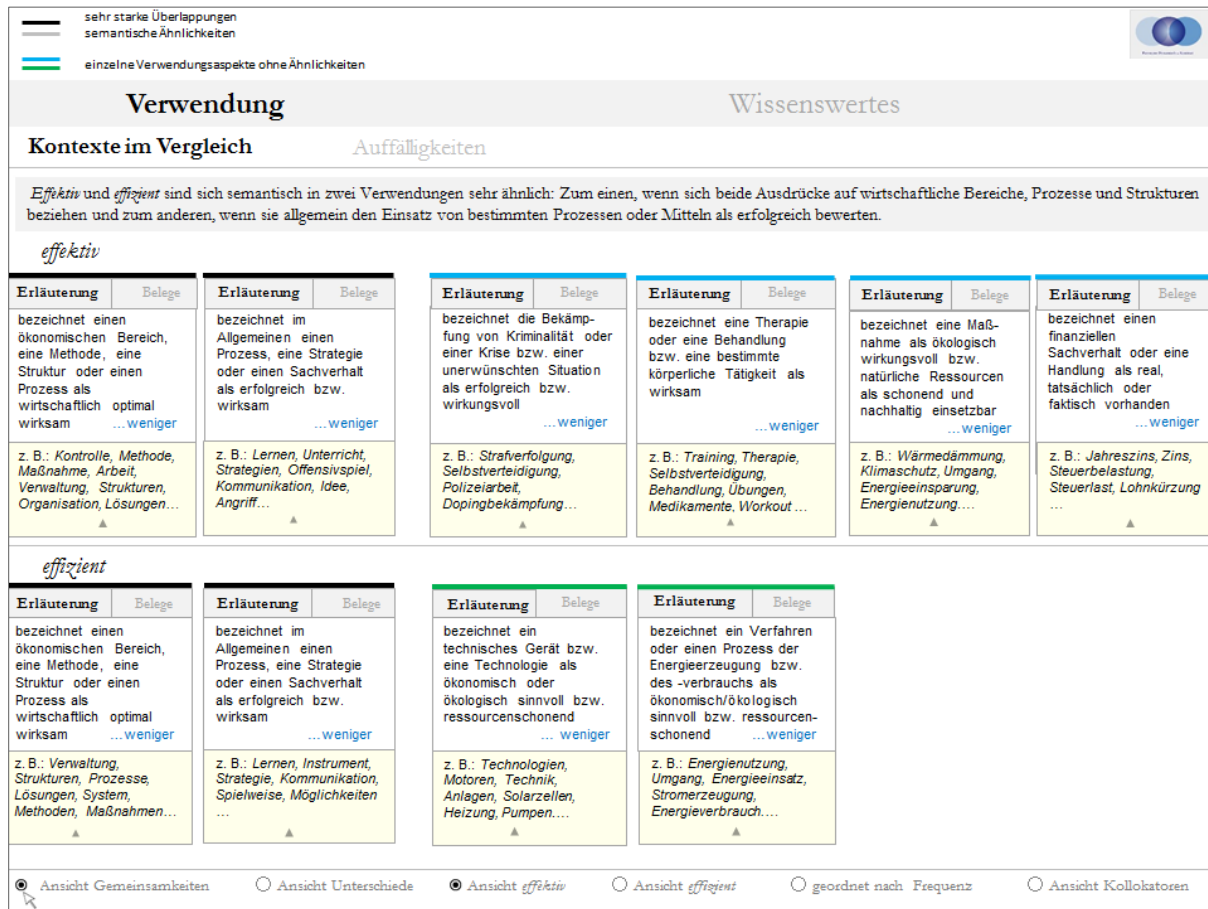 sehr starke Überlappungen
semantische Ähnlichkeiten
einzelne Verwendungsaspekte ohne Ähnlichkeiten
Verwendung
Wissenswertes
Kontexte im Vergleich
Auffälligkeiten
Effektiv und effizient sind sich semantisch in zwei Verwendungen sehr ähnlich: Zum einen, wenn sich beide Ausdrücke auf wirtschaftliche Bereiche, Prozesse und Strukturen
beziehen und zum anderen, wenn sie allgemein den Einsatz von bestimmten Prozessen oder Mitteln als erfolgreich bewerten.
effektiv
Erläuterung Belege
bezeichnet einen
ökonomischen Bereich,
eine Methode, eine
Struktur oder einen
Prozess als
wirtschaftlich optimal
wirksam ...weniger
z. B.: Kontrolle, Methode,
Maßnahme, Arbeit,
Verwaltung, Strukturen,
Organisation, Lösungen...
Erläuterung Belege
bezeichnet im
Allgemeinen einen
Prozess, eine Strategie
oder einen Sachverhalt
als erfolgreich bzw.
wirksam
...weniger
z. B.: Lernen, Unterricht,
Strategien, Offensivspiel,
Kommunikation, Idee,
Angriff...
Erläuterung Belege
bezeichnet die Bekämp-
fung von Kriminalität oder
einer Krise bzw. einer
unerwünschten Situation
als erfolgreich bzw.
wirkungsvoll
...weniger
z. B.: Strafverfolgung,
Selbstverteidigung,
Polizeiarbeit,
Dopingbekämpfung...
Erläuterung Belege
bezeichnet eine Therapie
oder eine Behandlung
bzw. eine bestimmte
körperliche Tätigkeit als
wirksam
...weniger
z. B.: Training, Therapie,
Selbstverteidigung,
Behandlung, Übungen,
Medikamente, Workout ...
Erläuterung Belege
bezeichnet eine Maß-
nahme als ökologisch
wirkungsvoll bzw.
natürliche Ressourcen
als schonend und
nachhaltig einsetzbar
...weniger
z. B.: Wärmedämmung,
Klimaschutz, Umgang,
Energieeinsparung,
Energienutzung....
Erläuterung Belege
bezeichnet einen
finanziellen
Sachverhalt oder eine
Handlung als real,
tatsächlich oder
faktisch vorhanden
...weniger
z. B.: Jahreszins, Zins,
Steuerbelastung,
Steuerlast, Lohnkürzung
...
effizient
Erläuterung Belege
bezeichnet einen
ökonomischen Bereich,
eine Methode, eine
Struktur oder einen
Prozess als
wirtschaftlich optimal
wirksam ...weniger
z. B.: Verwaltung,
Strukturen, Prozesse,
Lösungen, System,
Methoden, Maßnahmen...
Erläuterung Belege
bezeichnet im
Allgemeinen einen
Prozess, eine Strategie
oder einen Sachverhalt
als erfolgreich bzw.
wirksam
...weniger
z. B.: Lernen, Instrument,
Strategie, Kommunikation,
Spielweise, Möglichkeiten
...
Erläuterung Belege
bezeichnet ein
technisches Gerät bzw.
eine Technologie als
ökonomisch oder
ökologisch sinnvoll bzw.
ressourcenschonend
... weniger
z. B.: Technologien,
Motoren, Technik,
Anlagen, Solarzellen,
Heizung, Pumpen....
Erläuterung Belege
bezeichnet ein Verfahren
oder einen Prozess der
Energieerzeugung bzw.
des -verbrauchs als
ökonomisch/ökologisch
sinnvoll bzw. ressourcen-
schonend ...weniger
z. B.: Energienutzung,
Umgang, Energieeinsatz,
Stromerzeugung,
Energieverbrauch....
Ansicht Gemeinsamkeiten
Ansicht Unterschiede
Ansicht effektiv
Ansicht effizient
geordnet nach Frequenz
Ansicht Kollokatoren